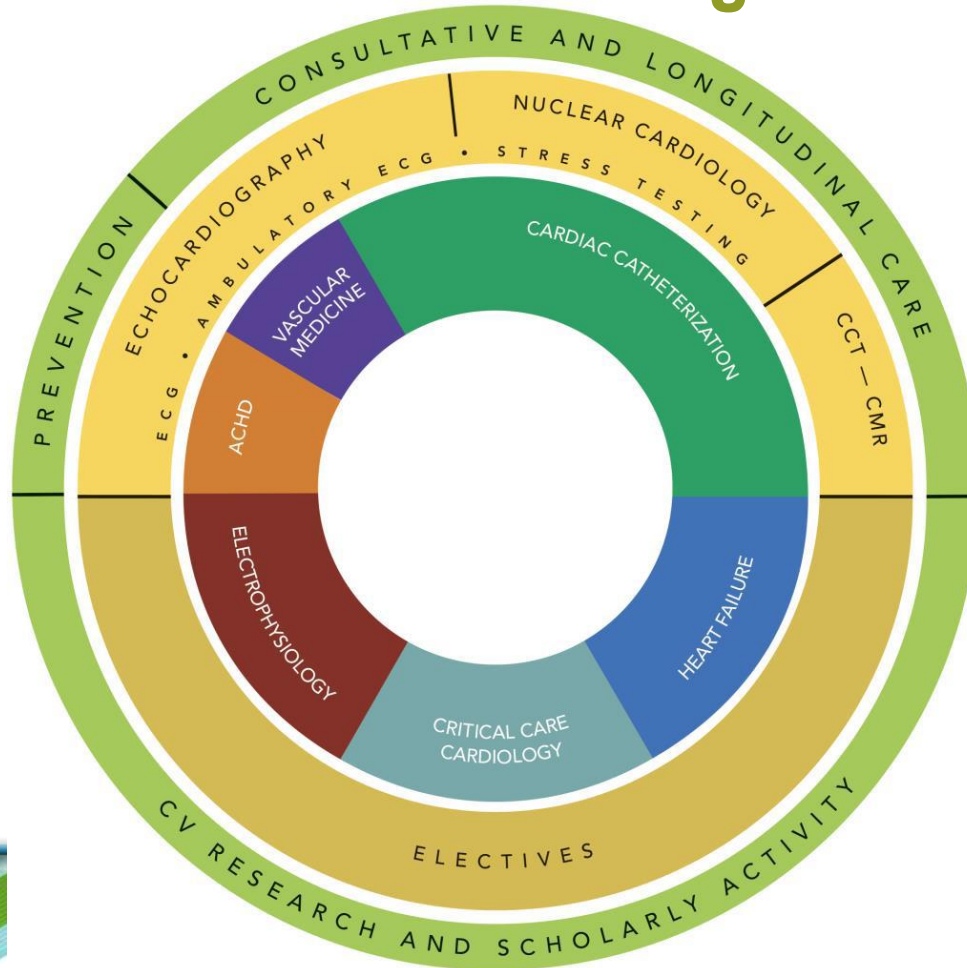 g
CONSULTATIVE AND LONGITUDINAL CARE
PREVENTION
CV RESEARCH AND SCHOLARLY ACTIVITY
ECHOCARDIOGRAPHY
NUCLEAR CARDIOLOGY
CCT — CMR
ECG • AMBULATORY ECG • STRESS TESTING
ELECTIVES
CARDIAC CATHETERIZATION
HEART FAILURE
CRITICAL CARE
CARDIOLOGY
ELECTROPHYSIOLOGY
ACHD
VASCULAR
MEDICINE